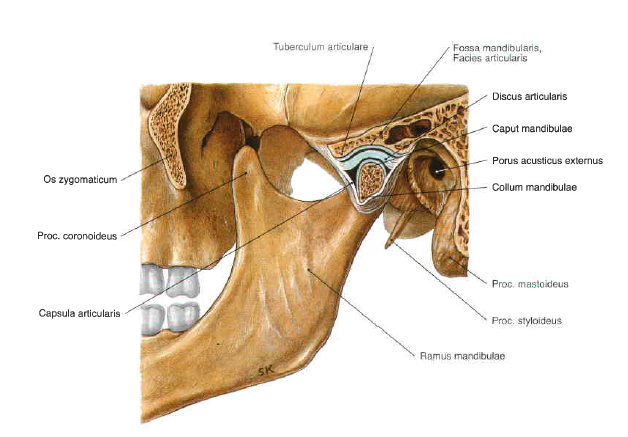 Tuberculum articulare
Fossa mandibularis,
Facies articularis
Discus articularis
Caput mandibulae
Porus acusticus externus
Collum mandibulae
Os zygomaticum
Proc. coronoideus
Capsula articularis
Proc. mastoideus
Proc. styloideus
Ramus mandibulae
SK